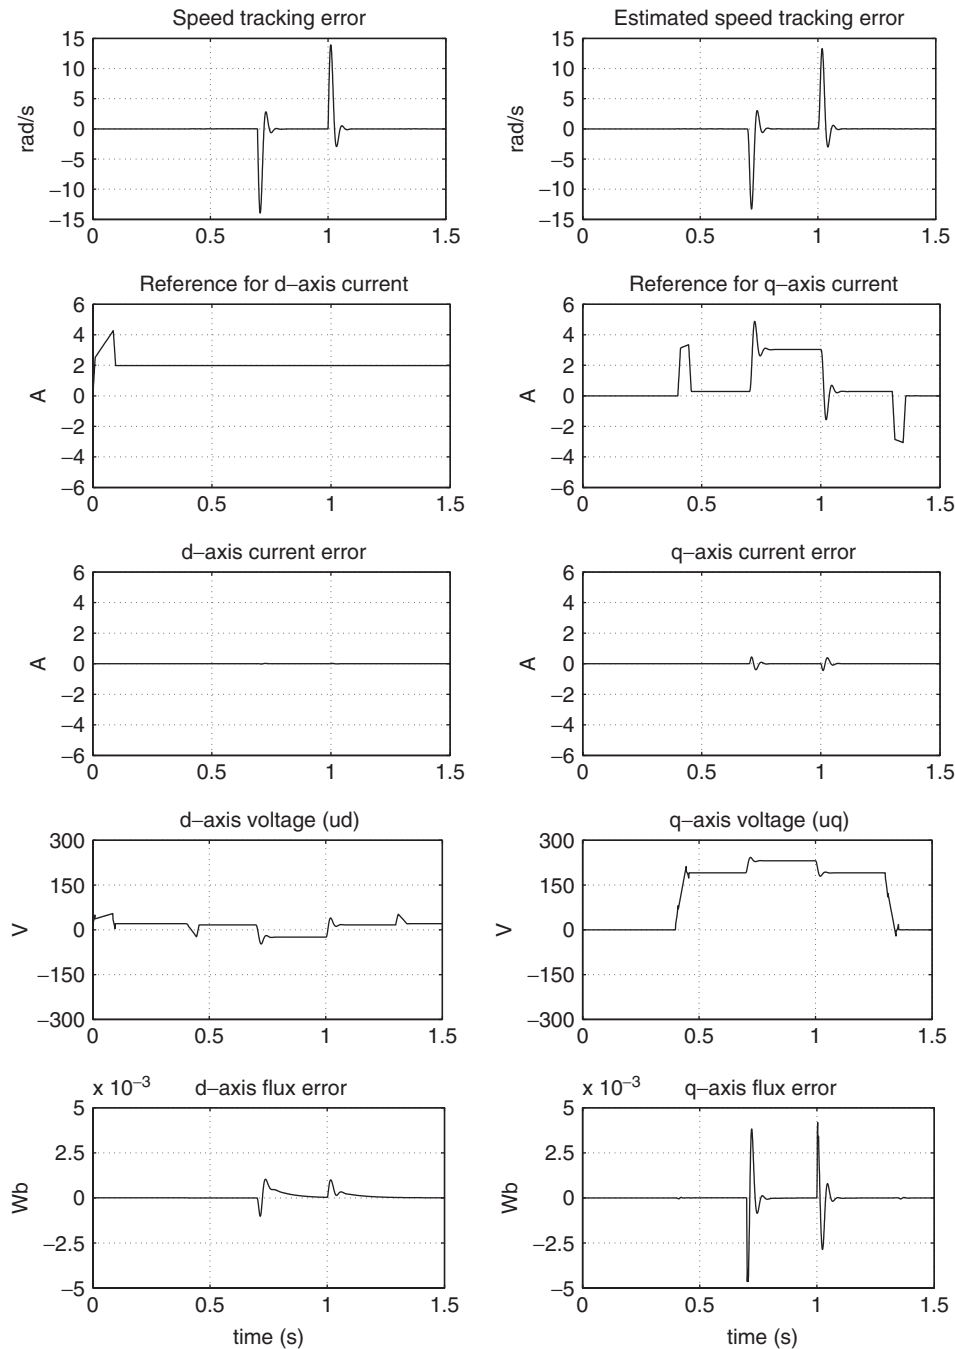 Speed tracking error
Estimated speed tracking error
rad/s
15
10
5
0
−5
−10
−15
0 0.5 1 1.5
rad/s
15
10
5
0
−5
−10
−15
0 0.5 1 1.5
Reference for d−axis current
Reference for q−axis current
A
6
4
2
0
−2
−4
−6
0 0.5 1 1.5
A
6
4
2
0
−2
−4
−6
0 0.5 1 1.5
d−axis current error
q−axis current error
A
6
4
2
0
−2
−4
−6
0 0.5 1 1.5
A
6
4
2
0
−2
−4
−6
0 0.5 1 1.5
d−axis voltage (ud)
q−axis voltage (uq)
V
300
150
0
−150
−300
0 0.5 1 1.5
V
300
150
0
−150
−300
0 0.5 1 1.5
x 10−3 d−axis flux error
x 10−3 q−axis flux error
Wb
5
2.5
0
−2.5
−5
0 0.5 1 1.5
time (s)
Wb
5
2.5
0
−2.5
−5
0 0.5 1 1.5
time (s)